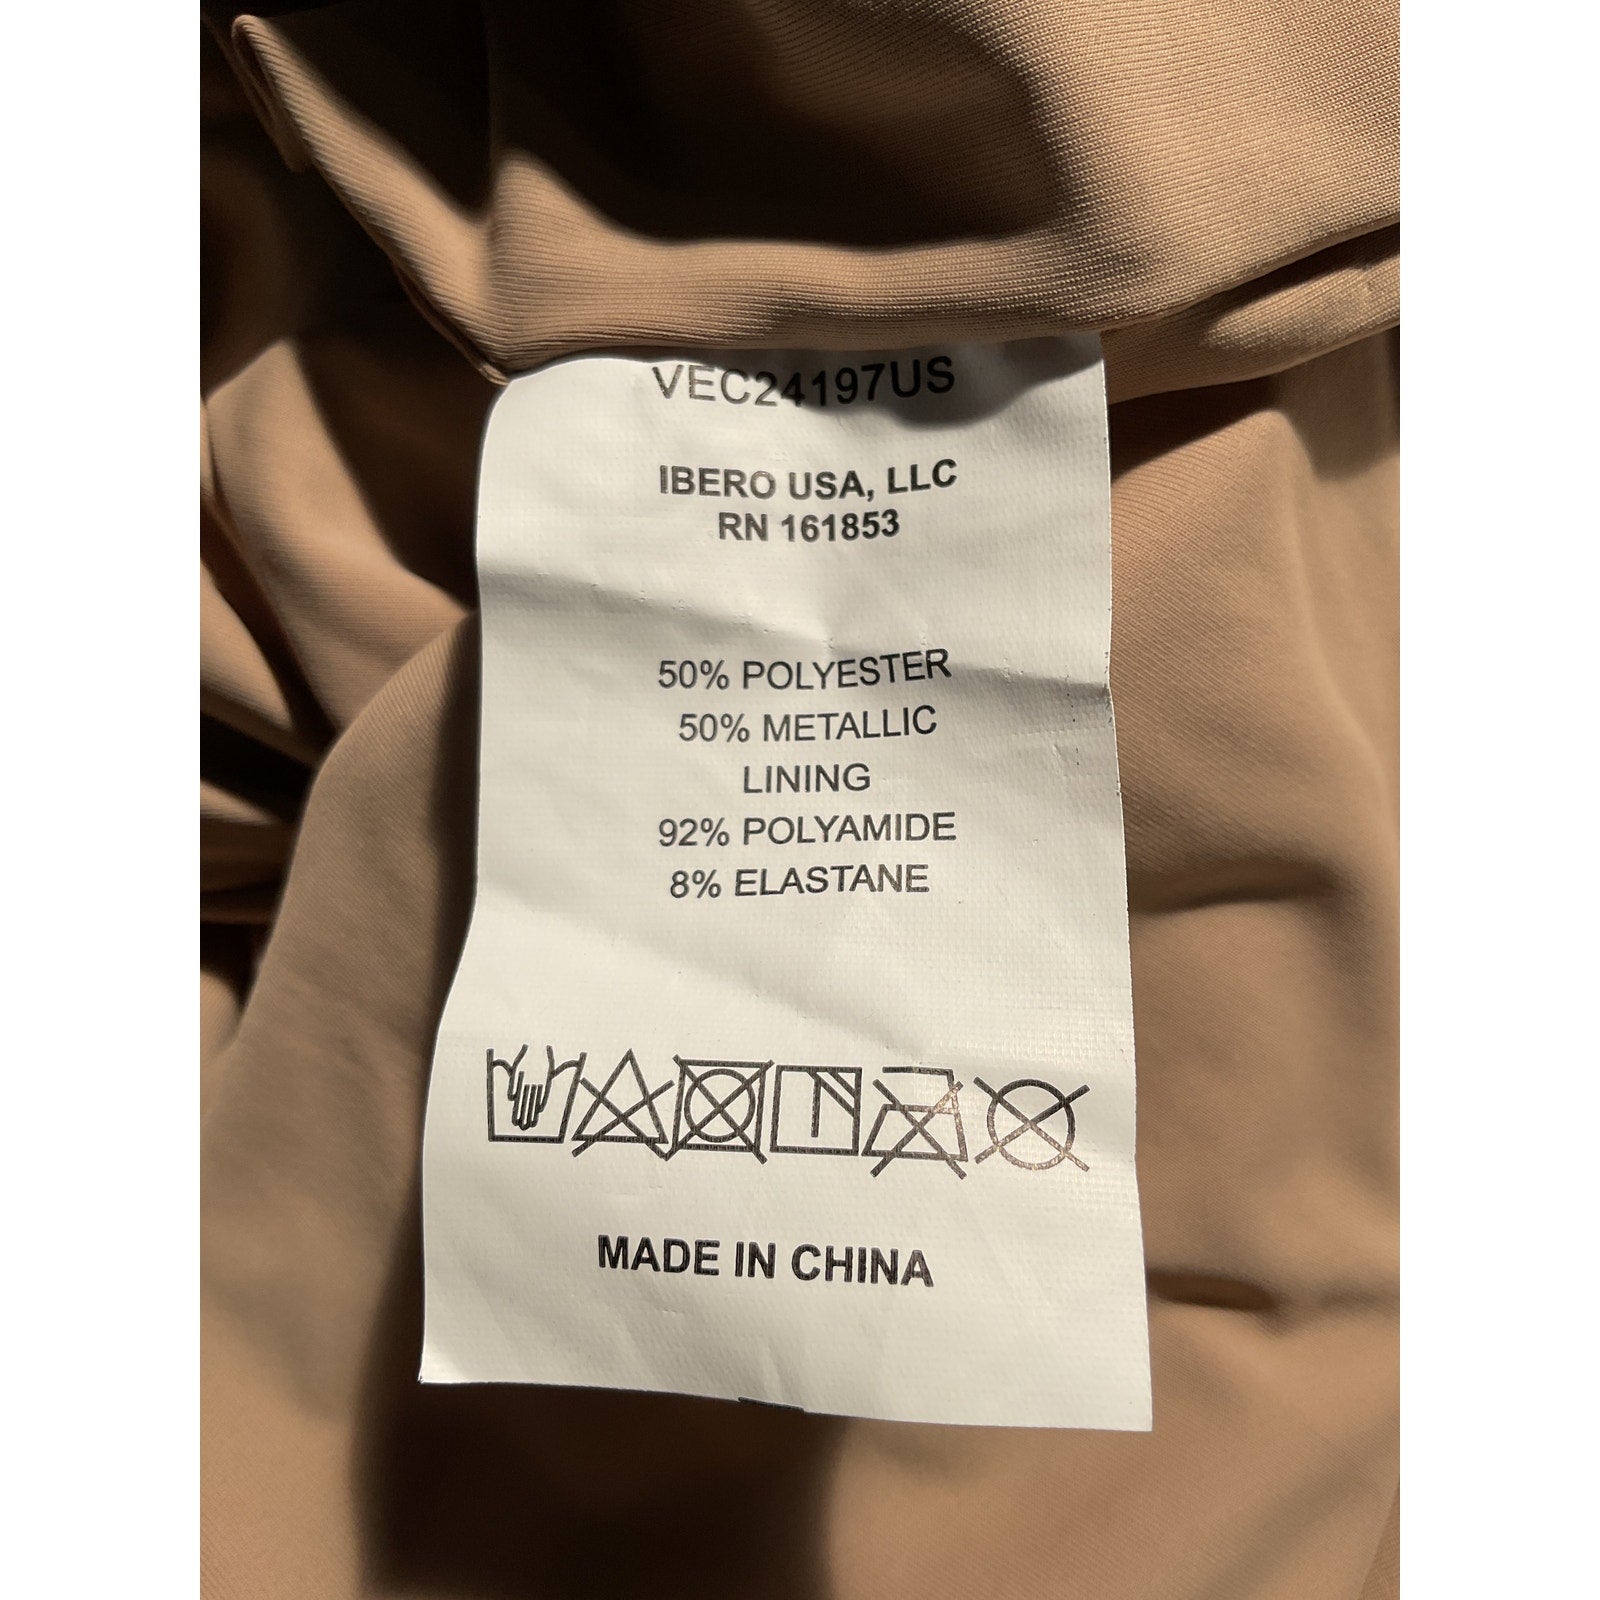 VEC24197US
IBERO USA, LLC
RN 161853
50% POLYESTER
50% METALLIC
LINING
92% POLYAMIDE
8% ELASTANE
MADE IN CHINA